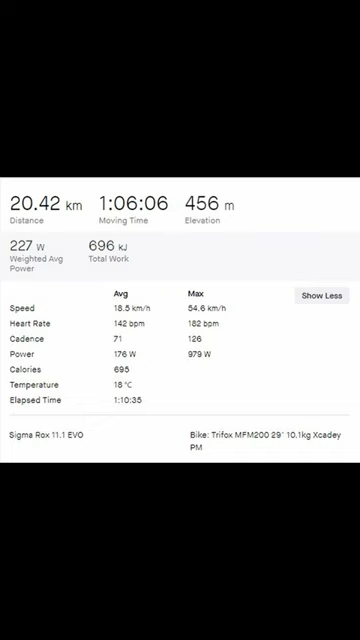 20.42 km 1:06:06 456 m
Distance Moving Time Elevation
227 W 696 kJ
Weighted Avg Power Total Work
Avg Max Show Less
Speed 18.5 km/h 54.6 km/h
Heart Rate 142 bpm 182 bpm
Cadence 71 126
Power 176 W 979 W
Calories 695
Temperature 18 °C
Elapsed Time 1:10:35
Sigma Rox 11.1 EVO Bike: Trifox MFM200 29" 10,1kg Xcadey
PM